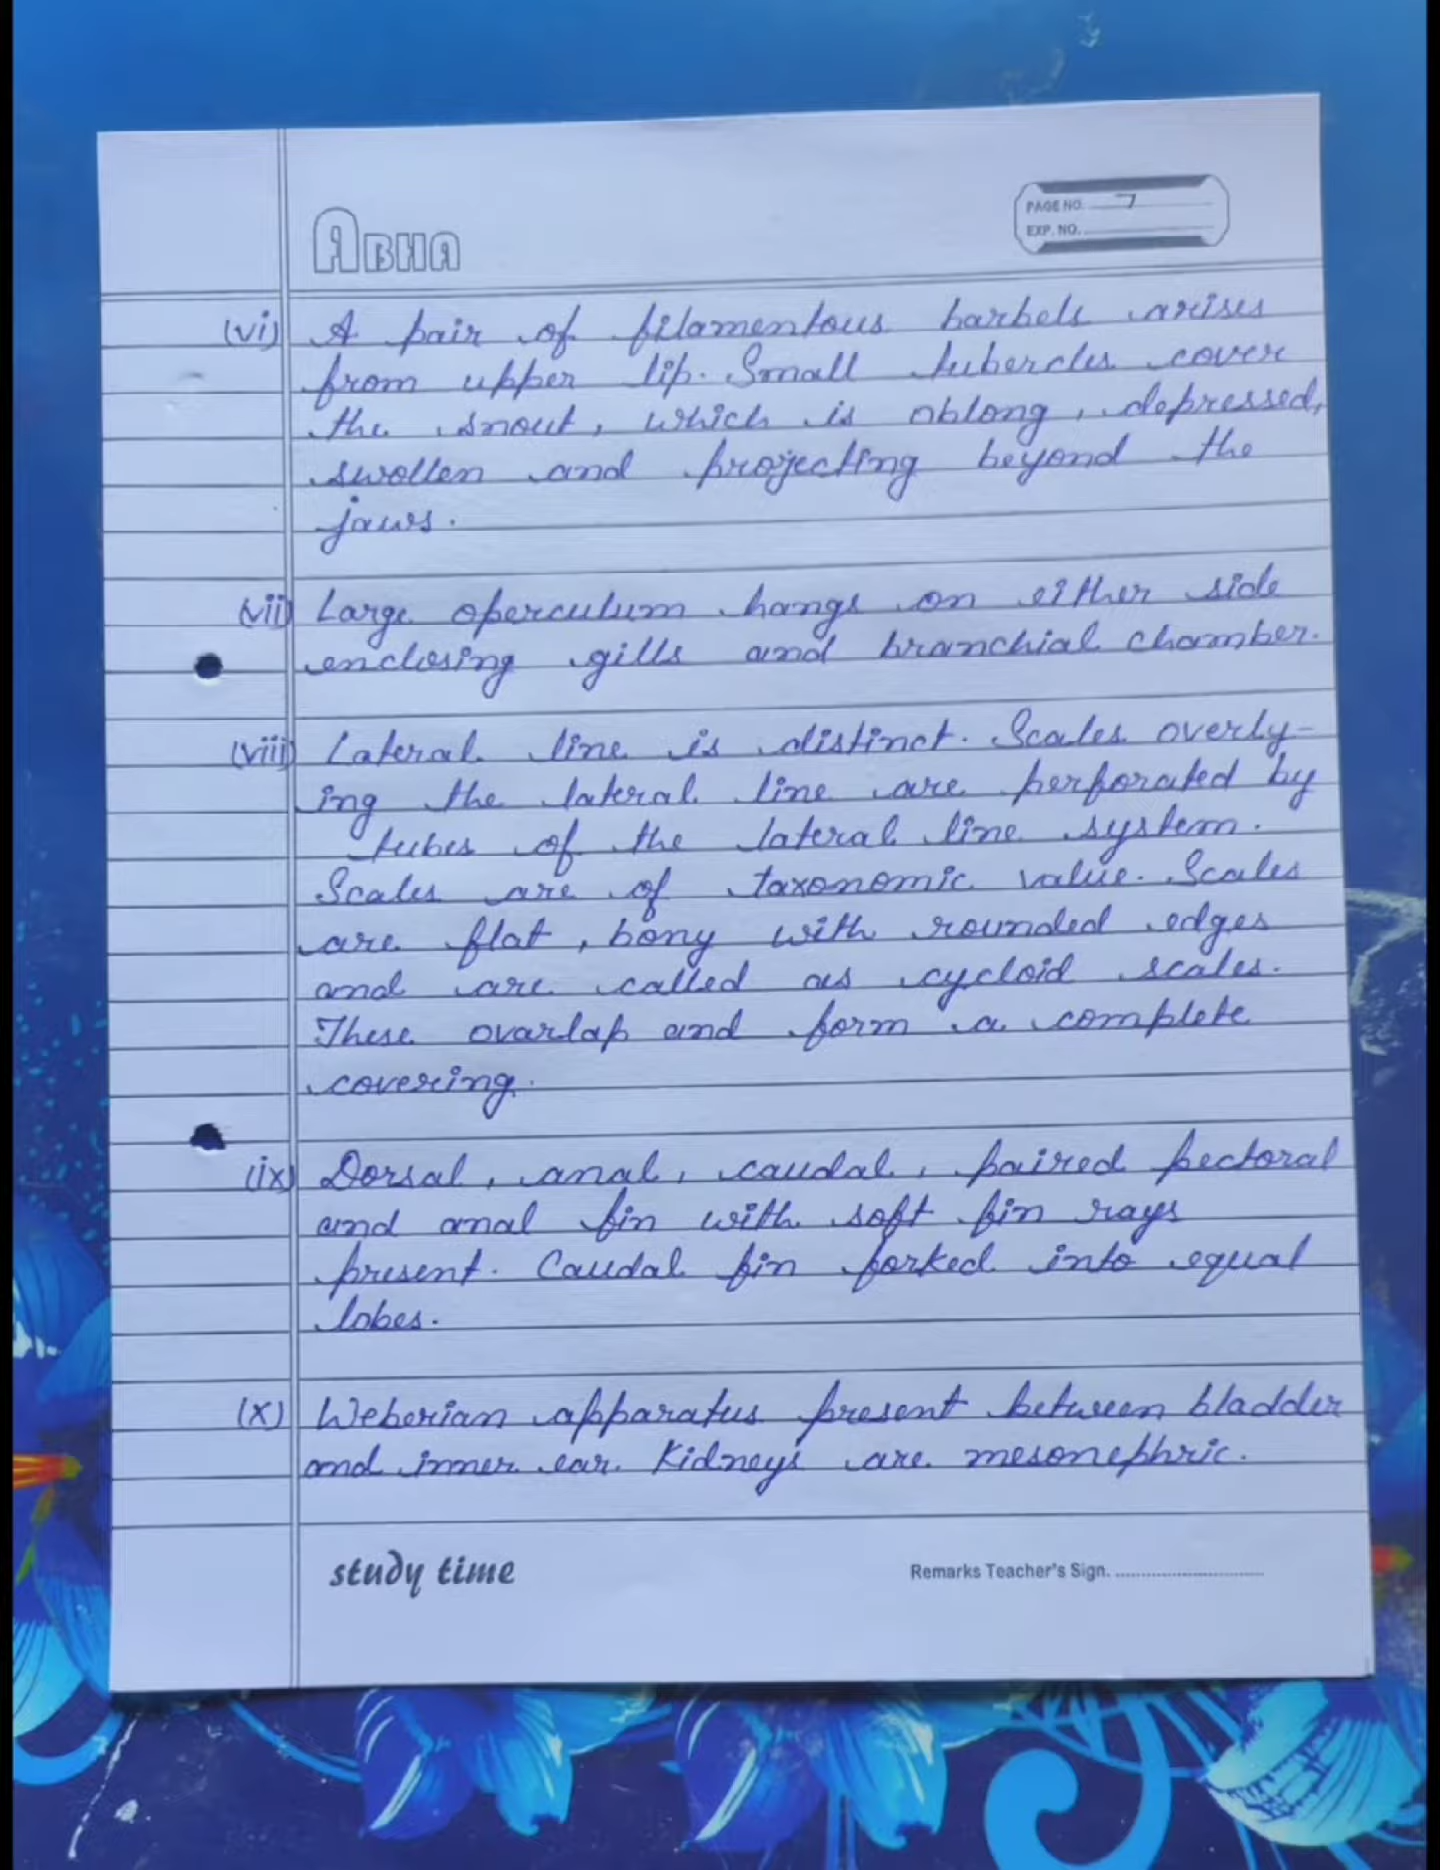 ABHA
PAGE NO. 7
EXP. NO.
(vi) A pair of filamentous barbels arises
from upper lip. Small tubercles cover
the snout, which is oblong, depressed,
swollen and projecting beyond the
jaws.
(vii) Large operculum hangs on either side
enclosing gills and branchial chamber.
(viii) Lateral line is distinct. Scales overly-
ing the lateral line are perforated by
tubes of the lateral line system.
Scales are of taxonomic value. Scales
are flat, bony with rounded edges
and are called as cycloid scales.
These ovarlap and form a complete
covering.
(ix) Dorsal, anal, caudal, paired pectoral
and anal fin with soft fin rays
present. Caudal fin forked into equal
lobes.
(x) Weberian apparatus present between bladder
and inner ear. Kidneys are mesonephric.
study time
Remarks Teacher's Sign. ..............................